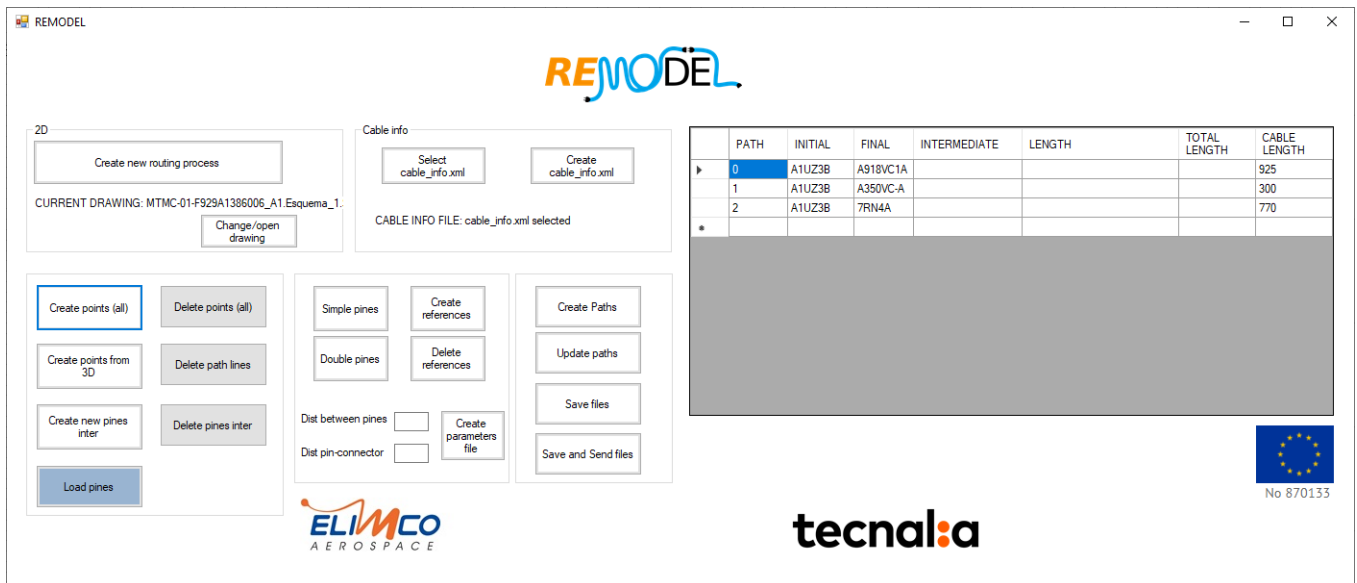 REMODEL
REMODEL
2D
Create new routing process
CURRENT DRAWING: MTMC-01-F929A1386006_A1.Esquema_1.
Change/open
drawing
Cable info
Select
cable_info.xml
Create
cable_info.xml
CABLE INFO FILE: cable_info.xml selected
PATH INITIAL FINAL INTERMEDIATE LENGTH TOTAL LENGTH CABLE LENGTH
0 A1UZ3B A918VC1A 925
1 A1UZ3B A350VC-A 300
2 A1UZ3B 7RN4A 770
Create points (all)
Delete points (all)
Create points from
3D
Delete path lines
Create new pines
inter
Delete pines inter
Load pines
Simple pines
Create
references
Double pines
Delete
references
Dist between pines
Dist pin-connector
Create
parameters
file
Create Paths
Update paths
Save files
Save and Send files
No 870133
ELIMCO
AEROSPACE
tecnal:a